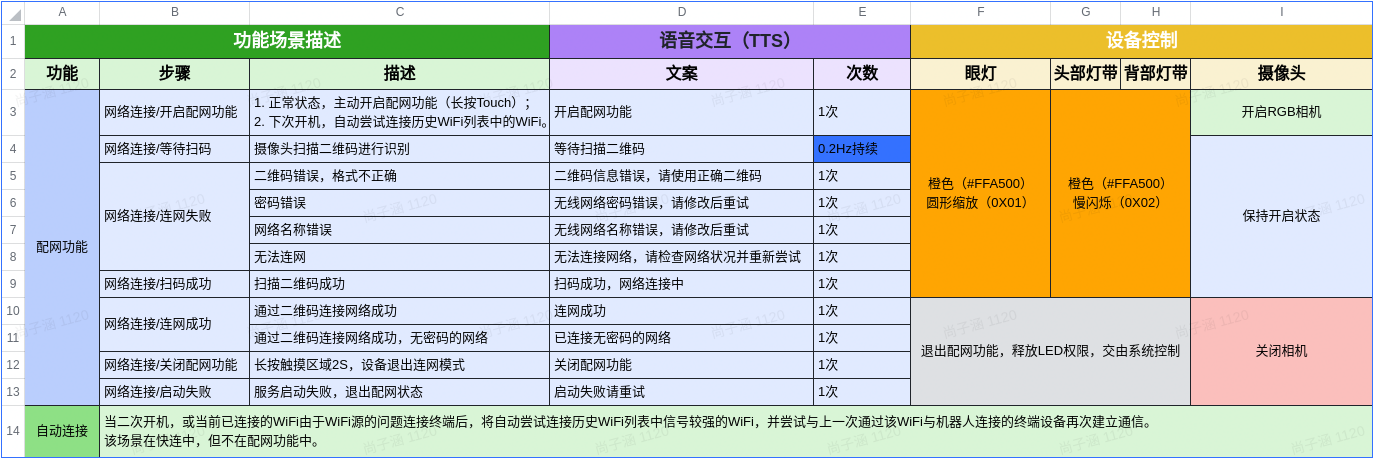 A B C D E F G H I
1 功能场景描述 语音交互（TTS） 设备控制
2 功能 步骤 描述 文案 次数 眼灯 头部灯带 背部灯带 摄像头
3 网络连接/开启配网功能 1. 正常状态，主动开启配网功能（长按Touch）；
2. 下次开机，自动尝试连接历史WiFi列表中的WiFi。 开启配网功能 1次 开启RGB相机
4 网络连接/等待扫码 摄像头扫描二维码进行识别 等待扫描二维码 0.2Hz持续
5 二维码错误，格式不正确 二维码信息错误，请使用正确二维码 1次
橙色（#FFA500） 橙色（#FFA500）
圆形缩放（0X01） 慢闪烁（0X02）
6 网络连接/连网失败 密码错误 无线网络密码错误，请修改后重试 1次 保持开启状态
7 网络名称错误 无线网络名称错误，请修改后重试 1次
配网功能
8 无法连网 无法连接网络，请检查网络状况并重新尝试 1次
9 网络连接/扫码成功 扫描二维码成功 扫码成功，网络连接中 1次
10 网络连接/连网成功 通过二维码连接网络成功 连网成功 1次
11 通过二维码连接网络成功，无密码的网络 已连接无密码的网络 1次
退出配网功能，释放LED权限，交由系统控制 关闭相机
12 网络连接/关闭配网功能 长按触摸区域2S，设备退出连网模式 关闭配网功能 1次
13 网络连接/启动失败 服务启动失败，退出配网状态 启动失败请重试 1次
14 自动连接 当二次开机，或当前已连接的WiFi由于WiFi源的问题连接终端后，将自动尝试连接历史WiFi列表中信号较强的WiFi，并尝试与上一次通过该WiFi与机器人连接的终端设备再次建立通信。
该场景在快连中，但不在配网功能中。
尚子涵 1120